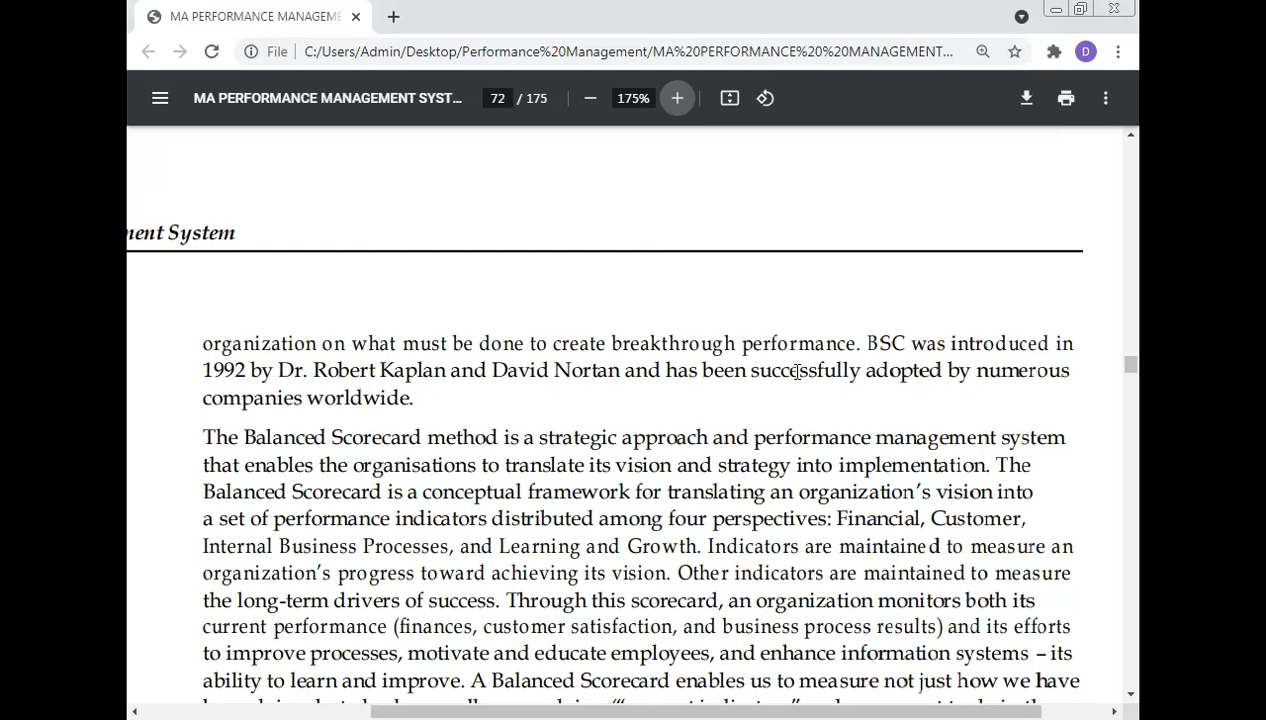 MA PERFORMANCE MANAGEME
File C:/Users/Admin/Desktop/Performance%20Management/MA%20PERFORMANCE%20%20MANAGEMENT...
D
MA PERFORMANCE MANAGEMENT SYST... 72 / 175 175%
ment System
organization on what must be done to create breakthrough performance. BSC was introduced in
1992 by Dr. Robert Kaplan and David Nortan and has been successfully adopted by numerous
companies worldwide.
The Balanced Scorecard method is a strategic approach and performance management system
that enables the organisations to translate its vision and strategy into implementation. The
Balanced Scorecard is a conceptual framework for translating an organization's vision into
a set of performance indicators distributed among four perspectives: Financial, Customer,
Internal Business Processes, and Learning and Growth. Indicators are maintained to measure an
organization's progress toward achieving its vision. Other indicators are maintained to measure
the long-term drivers of success. Through this scorecard, an organization monitors both its
current performance (finances, customer satisfaction, and business process results) and its efforts
to improve processes, motivate and educate employees, and enhance information systems – its
ability to learn and improve. A Balanced Scorecard enables us to measure not just how we have